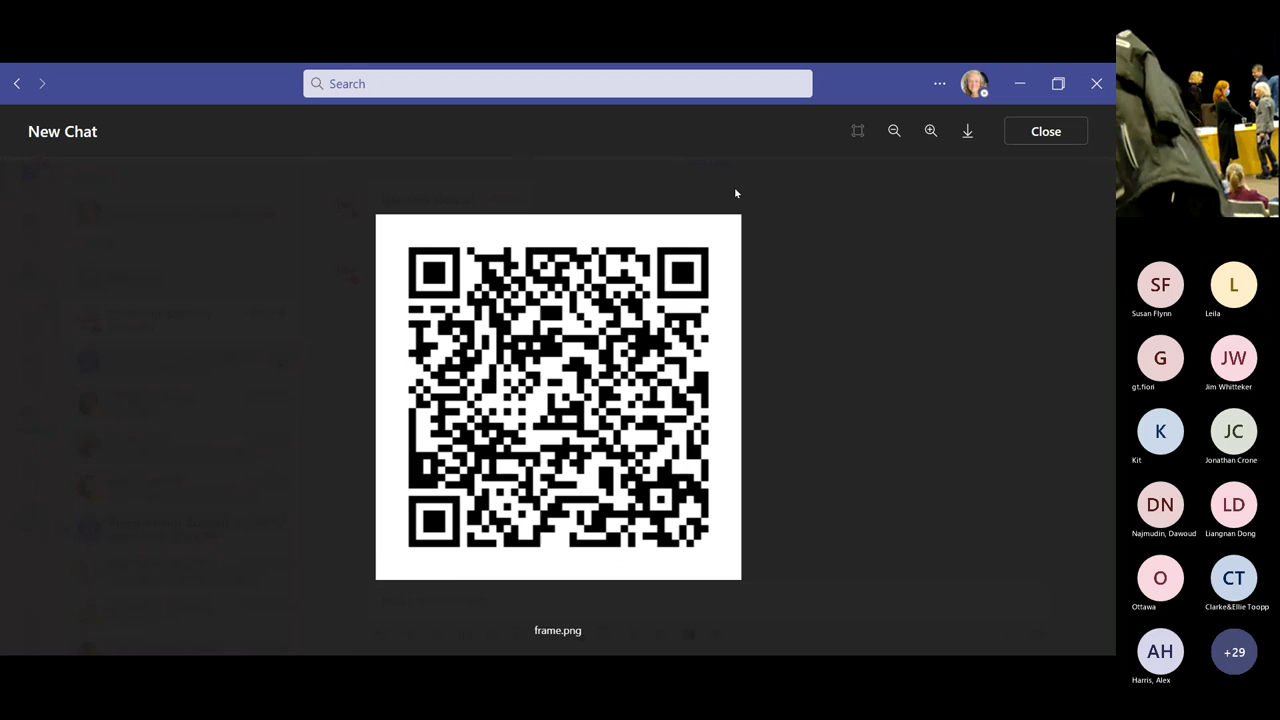 Search
New Chat
Close
frame.png
SF
Susan Flynn
L
Leila
G
gt.fiori
JW
Jim Whitteker
K
Kit
JC
Jonathan Crone
DN
Najmudin, Dawoud
LD
Liangnan Dong
O
Ottawa
CT
Clarke&Ellie Toopp
AH
Harris, Alex
+29